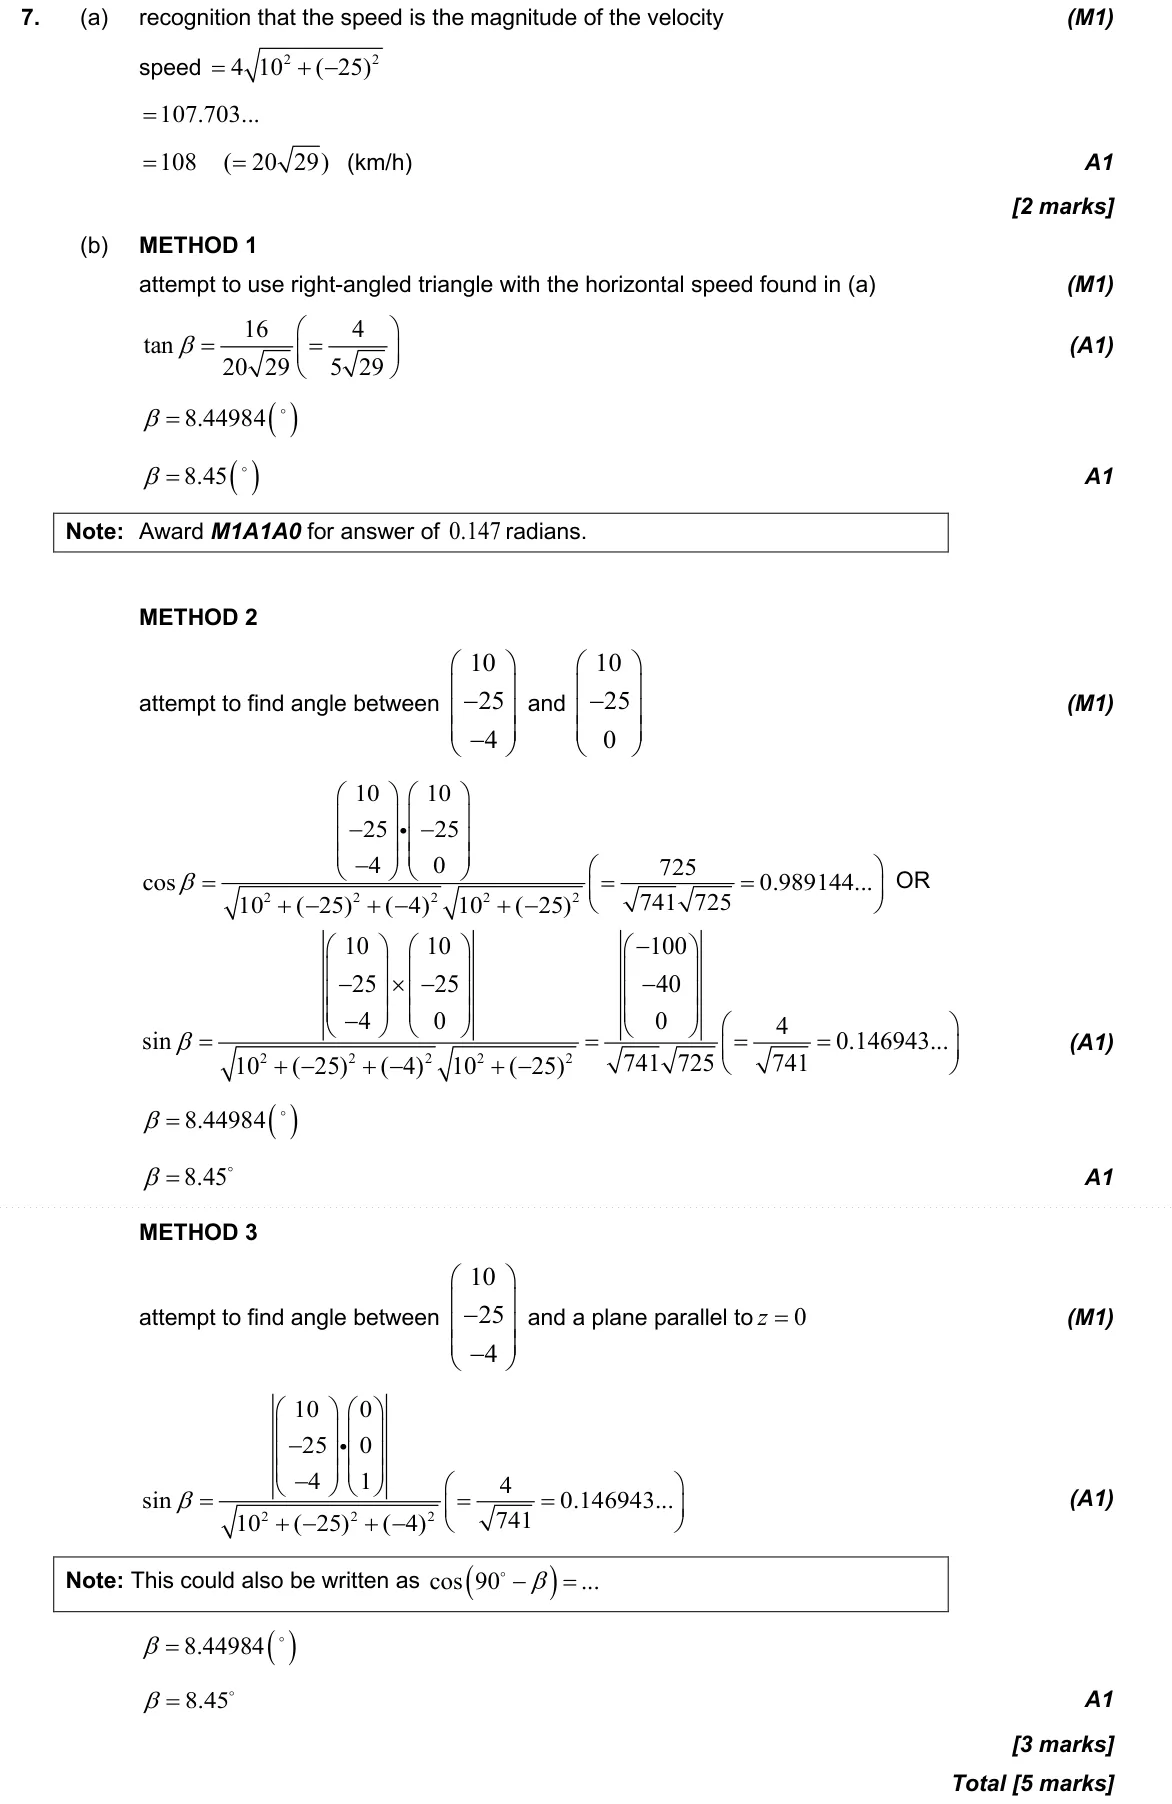 7. (a) recognition that the speed is the magnitude of the velocity (M1)
speed = 4√(10² + (−25)²)
= 107.703...
= 108 (= 20√29) (km/h) A1
[2 marks]
(b) METHOD 1
attempt to use right-angled triangle with the horizontal speed found in (a) (M1)
tan β = 16/(20√29) (= 4/(5√29)) (A1)
β = 8.44984(°)
β = 8.45(°) A1
Note: Award M1A1A0 for answer of 0.147 radians.
METHOD 2
attempt to find angle between (10, −25, −4) and (10, −25, 0) (M1)
cos β = ((10, −25, −4) • (10, −25, 0))/(√(10² + (−25)² + (−4)²) √(10² + (−25)²)) (= 725/(√741 √725) = 0.989144...) OR
sin β = |(10, −25, −4) × (10, −25, 0)|/(√(10² + (−25)² + (−4)²) √(10² + (−25)²)) = |(−100, −40, 0)|/(√741 √725) (= 4/√741 = 0.146943...) (A1)
β = 8.44984(°)
β = 8.45° A1
METHOD 3
attempt to find angle between (10, −25, −4) and a plane parallel to z = 0 (M1)
sin β = |(10, −25, −4) • (0, 0, 1)|/√(10² + (−25)² + (−4)²) (= 4/√741 = 0.146943...) (A1)
Note: This could also be written as cos(90° − β) = ...
β = 8.44984(°)
β = 8.45° A1
[3 marks]
Total [5 marks]